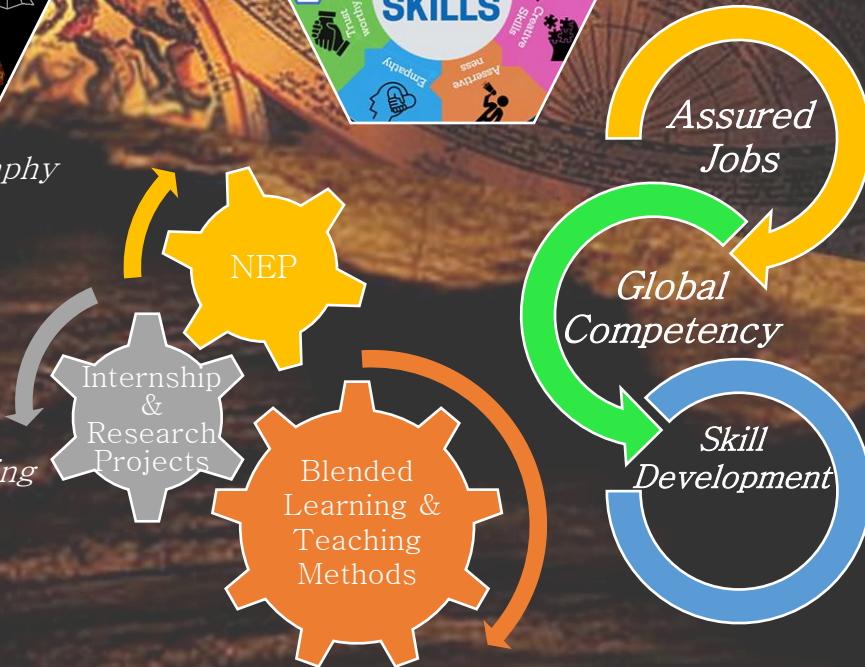 SKILLS
Trust
worthy
Empathy
Assertive
ness
Creative
Skills
Assured
Jobs
aphy
NEP
Global
Competency
Internship
&
Research
Projects
ing
Skill
Development
Blended
Learning &
Teaching
Methods